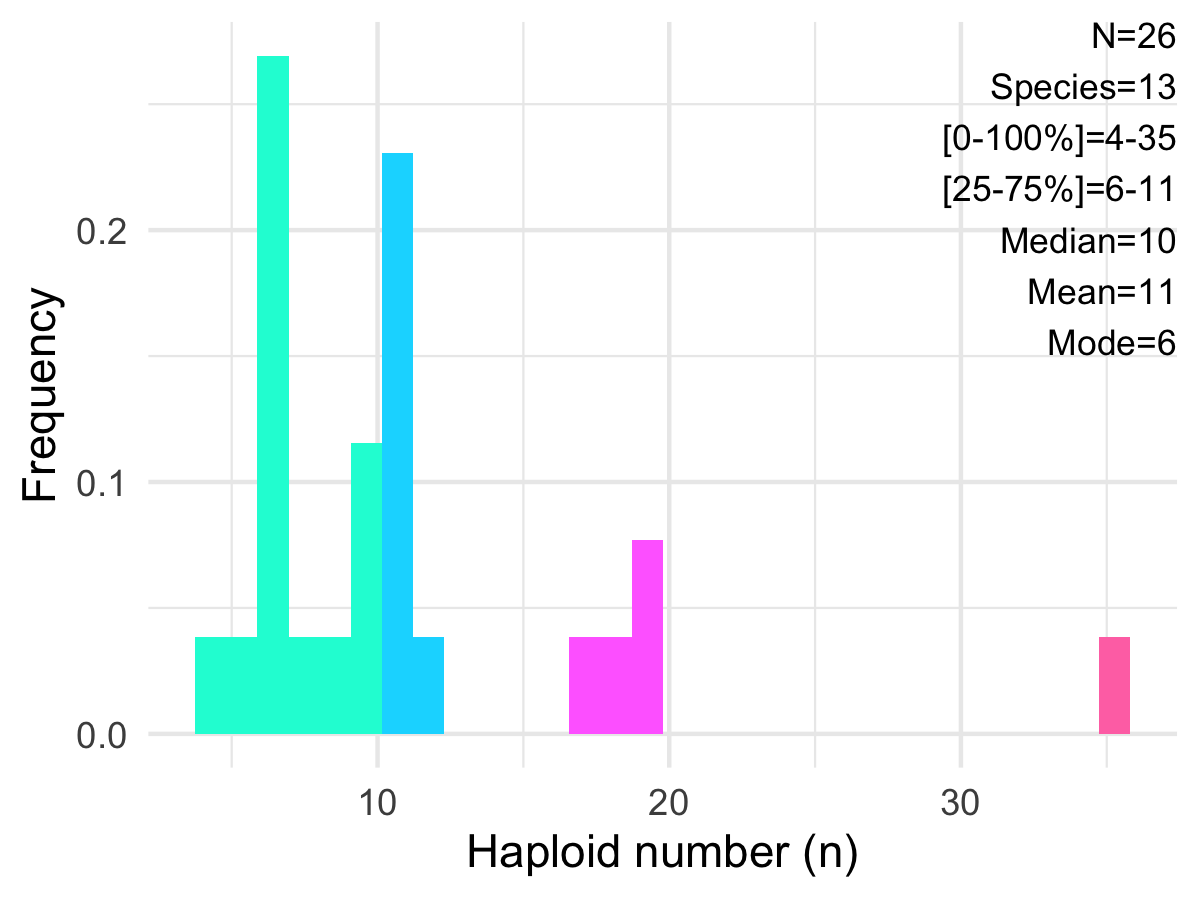 N=26
Species=13
[0-100%]=4-35
[25-75%]=6-11
Median=10
Mean=11
Mode=6
Frequency
0.2
0.1
0.0
10 20 30
Haploid number (n)